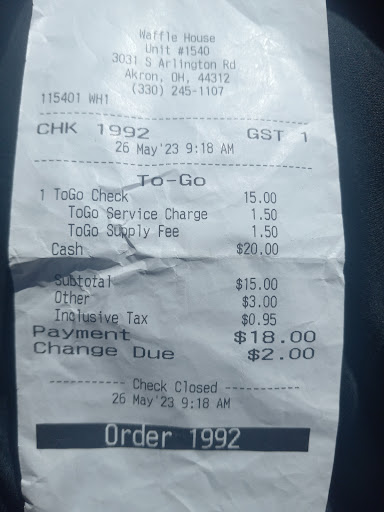 Waffle House
Unit #1540
3031 S Arlington Rd
Akron, OH, 44312
(330) 245-1107
115401 WH1
CHK 1992 GST 1
26 May'23 9:18 AM
To-Go
1 ToGo Check 15.00
ToGo Service Charge 1.50
ToGo Supply Fee 1.50
Cash $20.00
Subtotal $15.00
Other $3.00
Inclusive Tax $0.95
Payment $18.00
Change Due $2.00
---------- Check Closed ----------
26 May'23 9:18 AM
Order 1992